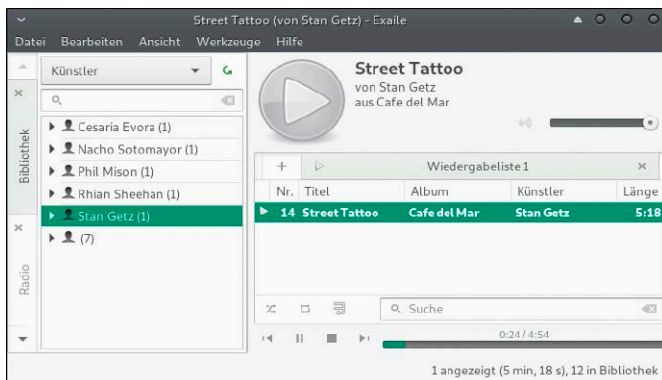 Street Tattoo (von Stan Getz) - Exaile
Datei Bearbeiten Ansicht Werkzeuge Hilfe
Bibliothek
Radio
Künstler
Cesaria Evora (1)
Nacho Sotomayor (1)
Phil Mison (1)
Rhian Sheehan (1)
Stan Getz (1)
(7)
Street Tattoo
von Stan Getz
aus Cafe del Mar
Wiedergabeliste 1
Nr. Titel Album Künstler Länge
14 Street Tattoo Cafe del Mar Stan Getz 5:18
Suche
0:24 / 4:54
1 angezeigt (5 min, 18 s), 12 in Bibliothek